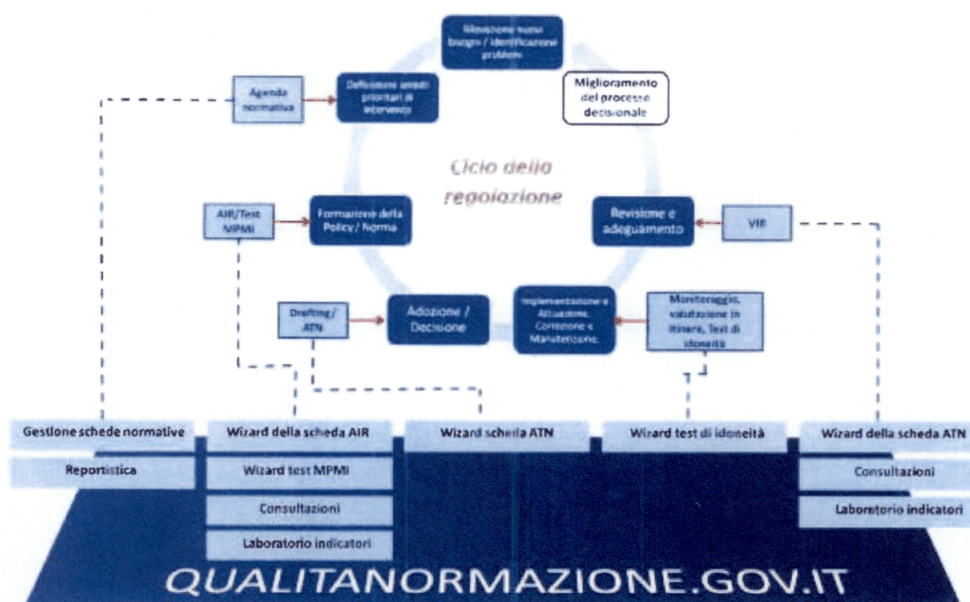 Rilevazione nuovi
bisogni / Identificazione
problemi
Miglioramento
del processo
decisionale
Agenda
normativa
Definizione ambiti
prioritari di
intervento
Ciclo della
regolazione
AIR/Test
MPMI
Formazione della
Policy / Norma
Revisione e
adeguamento
VIR
Drafting/
ATN
Adozione /
Decisione
Implementazione e
Attuazione,
Correzione e
Manutenzione.
Monitoraggio,
valutazione in
itinere, Test di
idoneità
Gestione schede normative
Wizard della scheda AIR
Wizard scheda ATN
Wizard test di idoneità
Wizard della scheda ATN
Reportistica
Wizard test MPMI
Consultazioni
Consultazioni
Laboratorio indicatori
Laboratorio indicatori
QUALITANORMAZIONE.GOV.IT